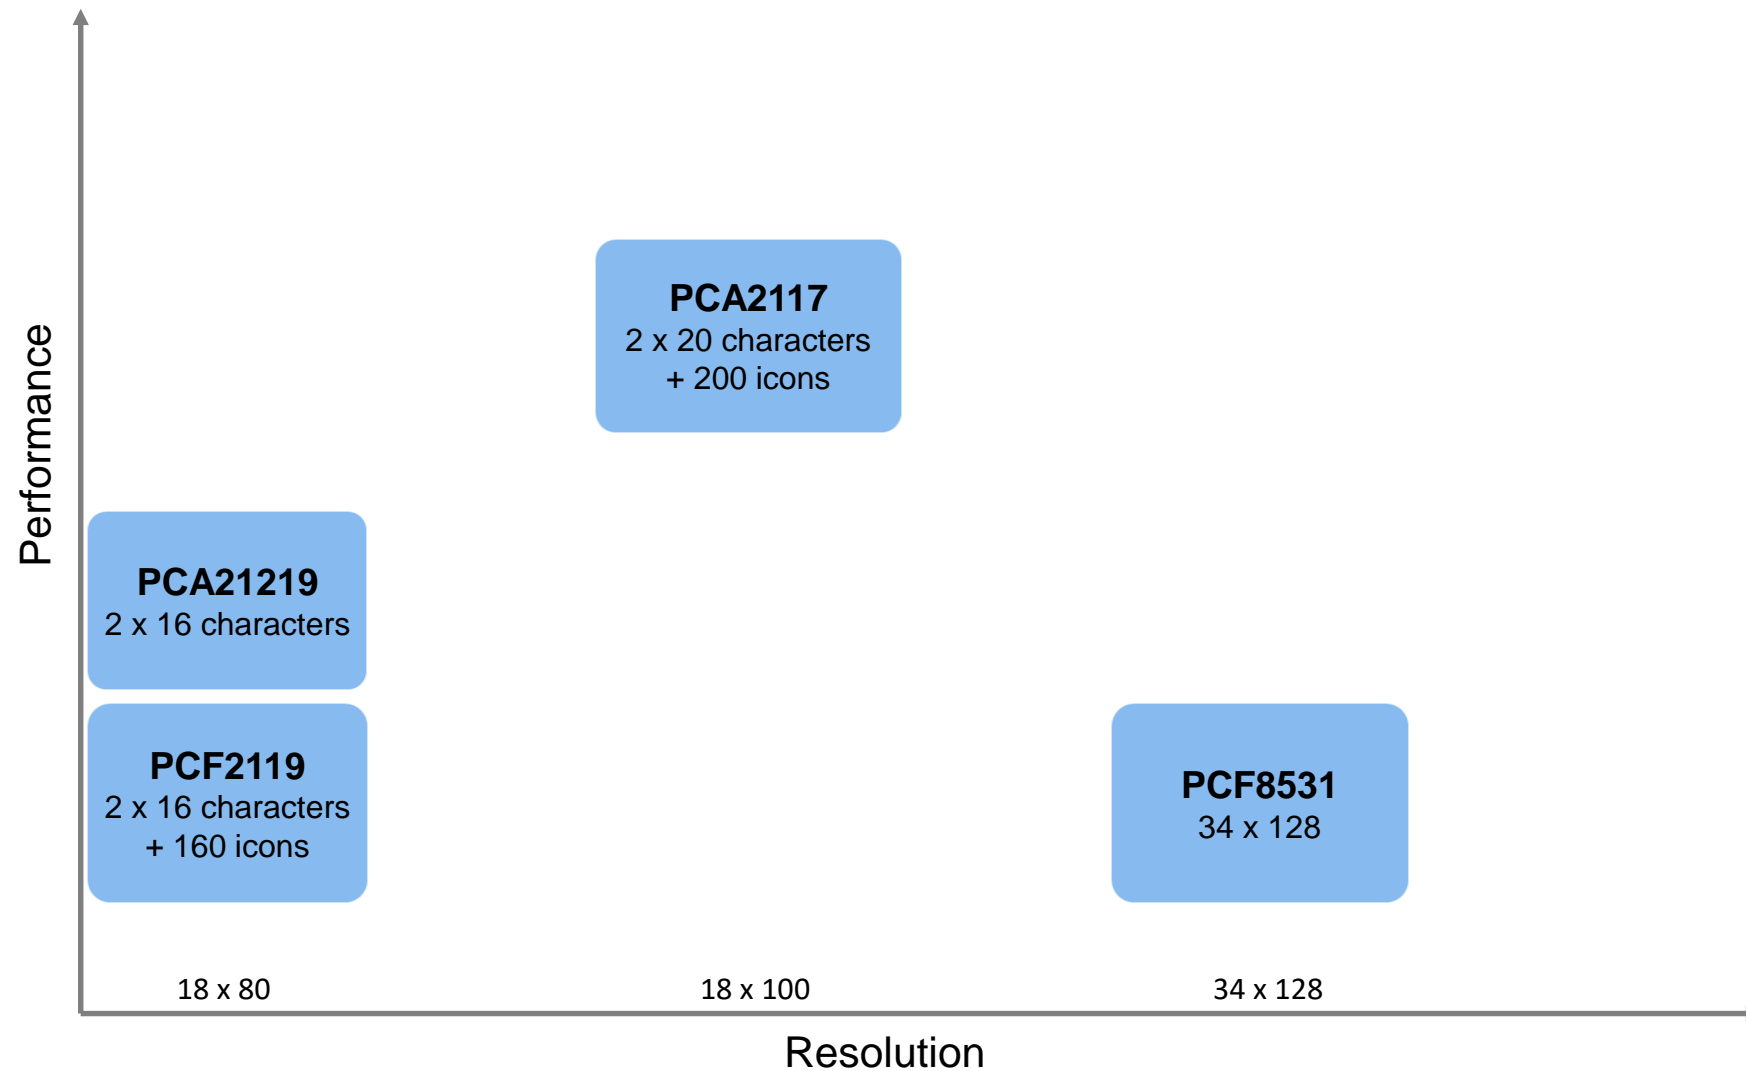 Performance
PCA2117
2 x 20 characters
+ 200 icons
PCA21219
2 x 16 characters
PCF2119
2 x 16 characters
+ 160 icons
PCF8531
34 x 128
18 x 80
18 x 100
34 x 128
Resolution